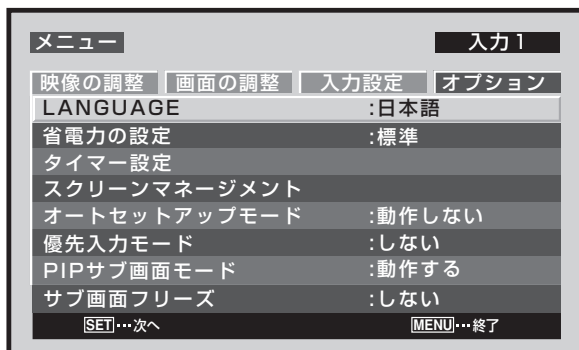 メニュー 入力1
映像の調整 画面の調整 入力設定 オプション
LANGUAGE :日本語
省電力の設定 :標準
タイマー設定
スクリーンマネージメント
オートセットアップモード :動作しない
優先入力モード :しない
PIPサブ画面モード :動作する
サブ画面フリーズ :しない
SET…次へ MENU…終了